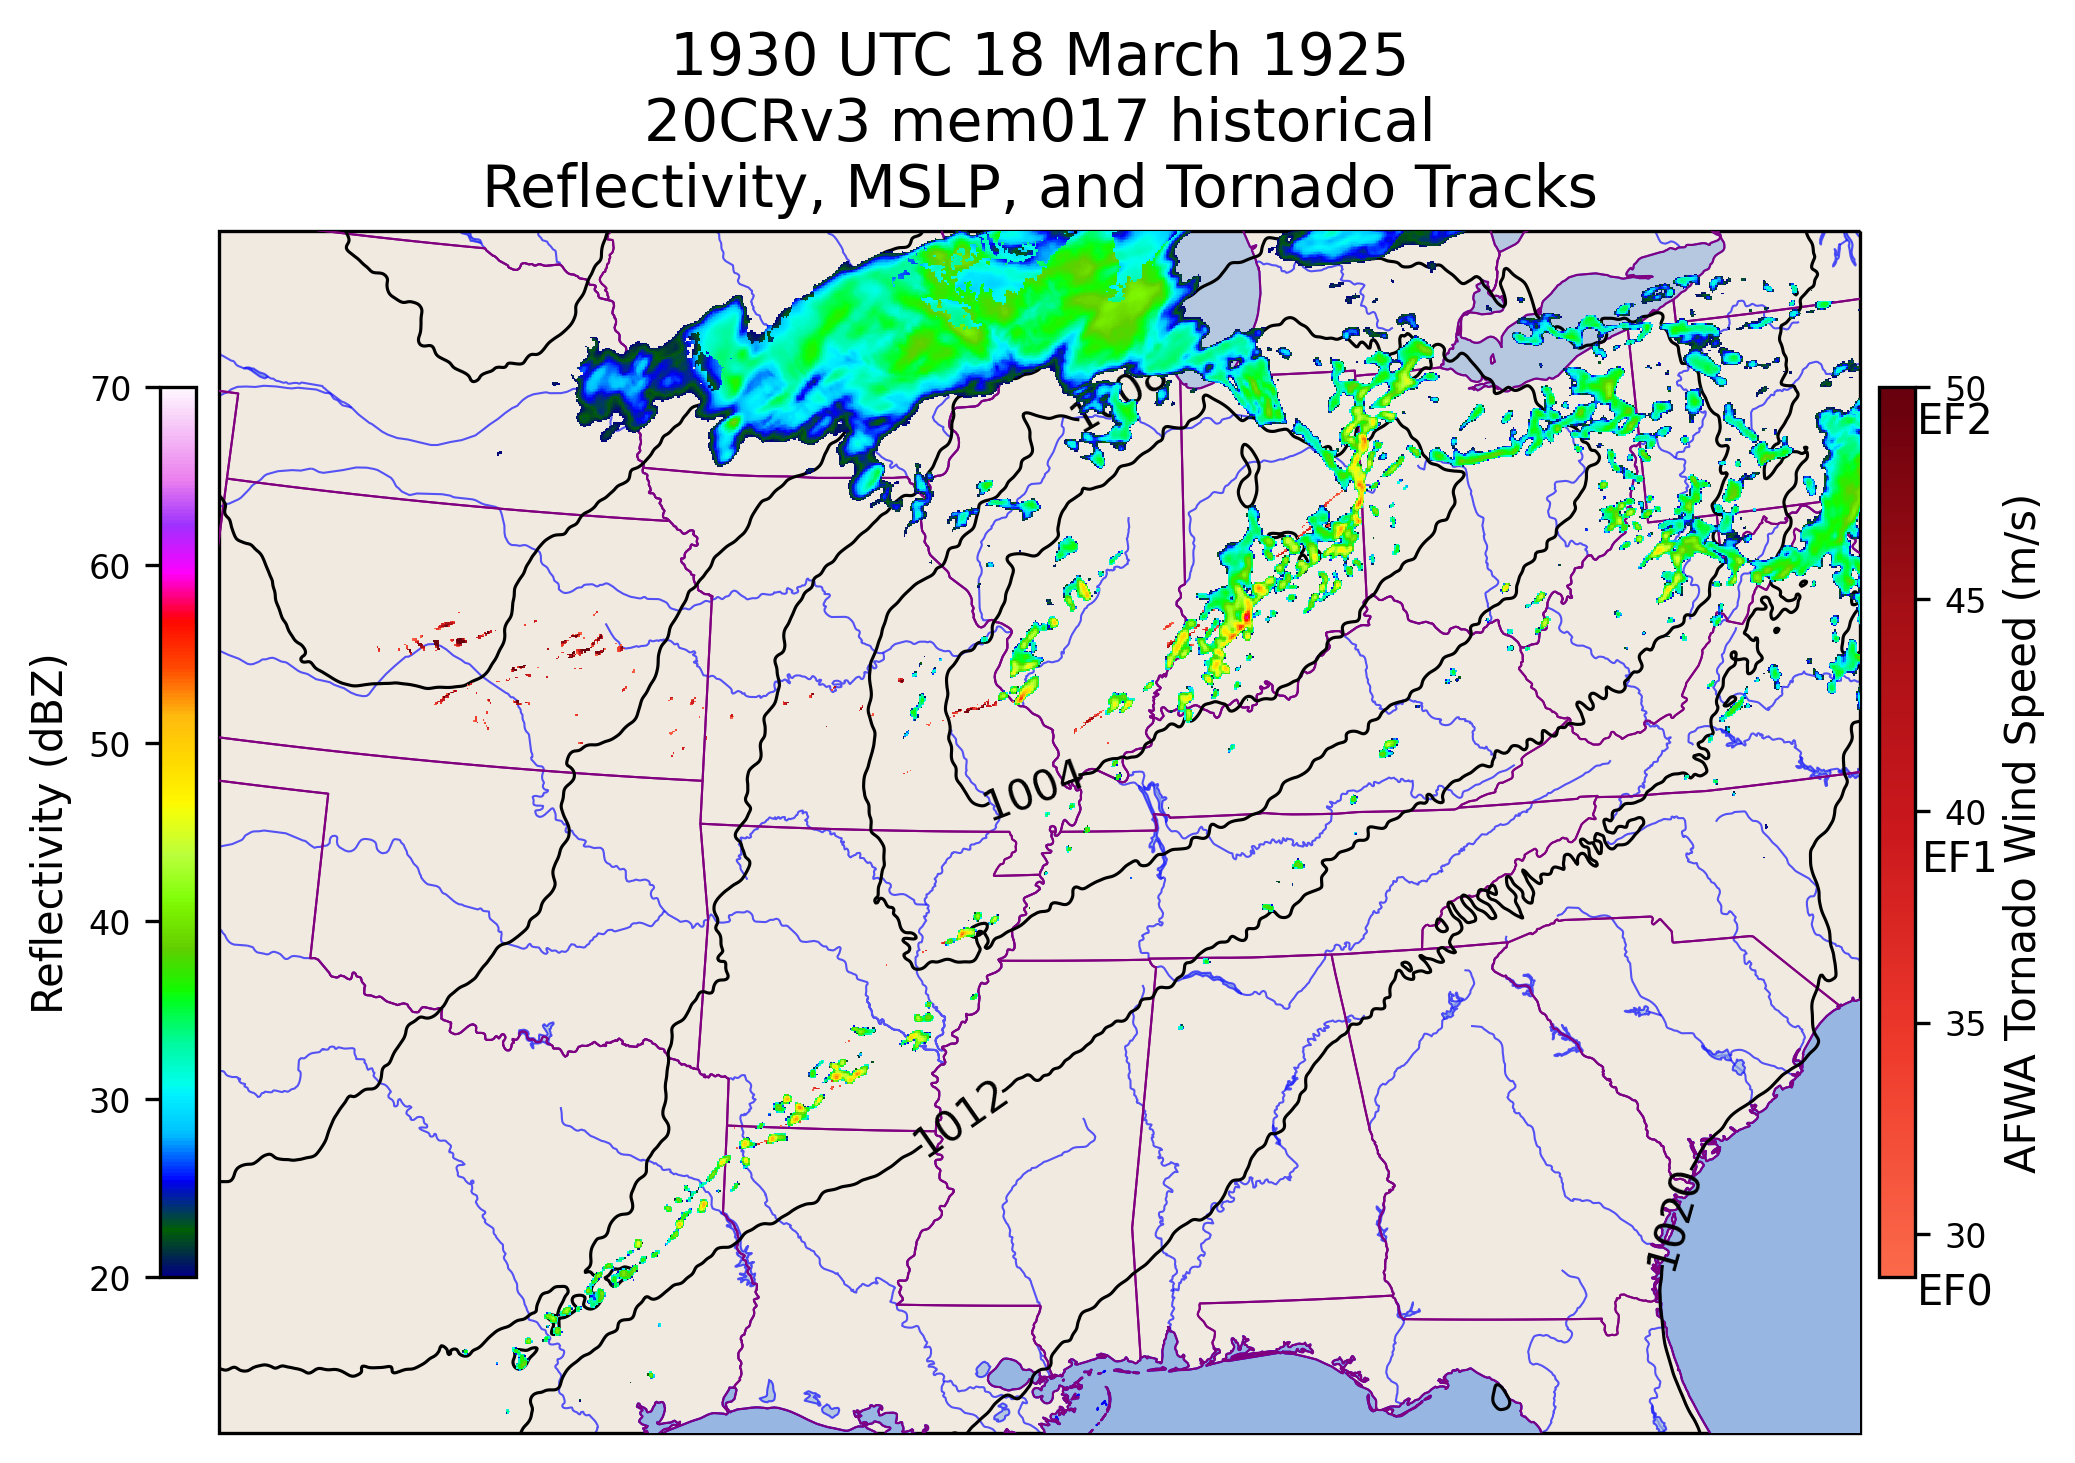 1930 UTC 18 March 1925
20CRv3 mem017 historical
Reflectivity, MSLP, and Tornado Tracks
Reflectivity (dBZ)
70
60
50
40
30
20
1004
1012
1020
50
EF2
45
40
EF1
35
30
EF0
AFWA Tornado Wind Speed (m/s)